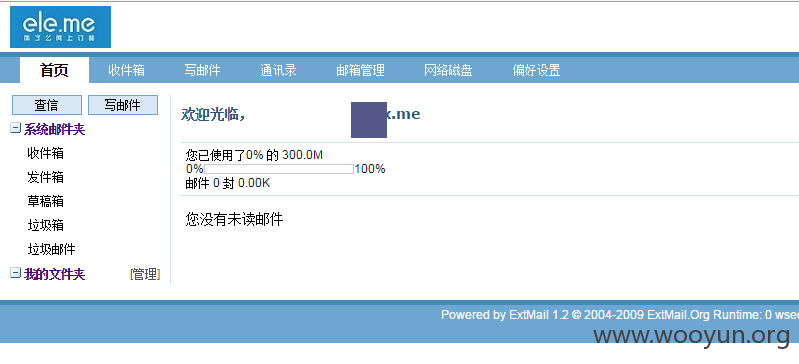 ele.me
饿了么网上订餐
首页 收件箱 写邮件 通讯录 邮箱管理 网络磁盘 偏好设置
查信 写邮件
系统邮件夹
收件箱
发件箱
草稿箱
垃圾箱
垃圾邮件
我的文件夹 [管理]
欢迎光临， x.me
您已使用了0% 的 300.0M
0% 100%
邮件 0 封 0.00K
您没有未读邮件
Powered by ExtMail 1.2 © 2004-2009 ExtMail.Org Runtime: 0 wsec
www.wooyun.org